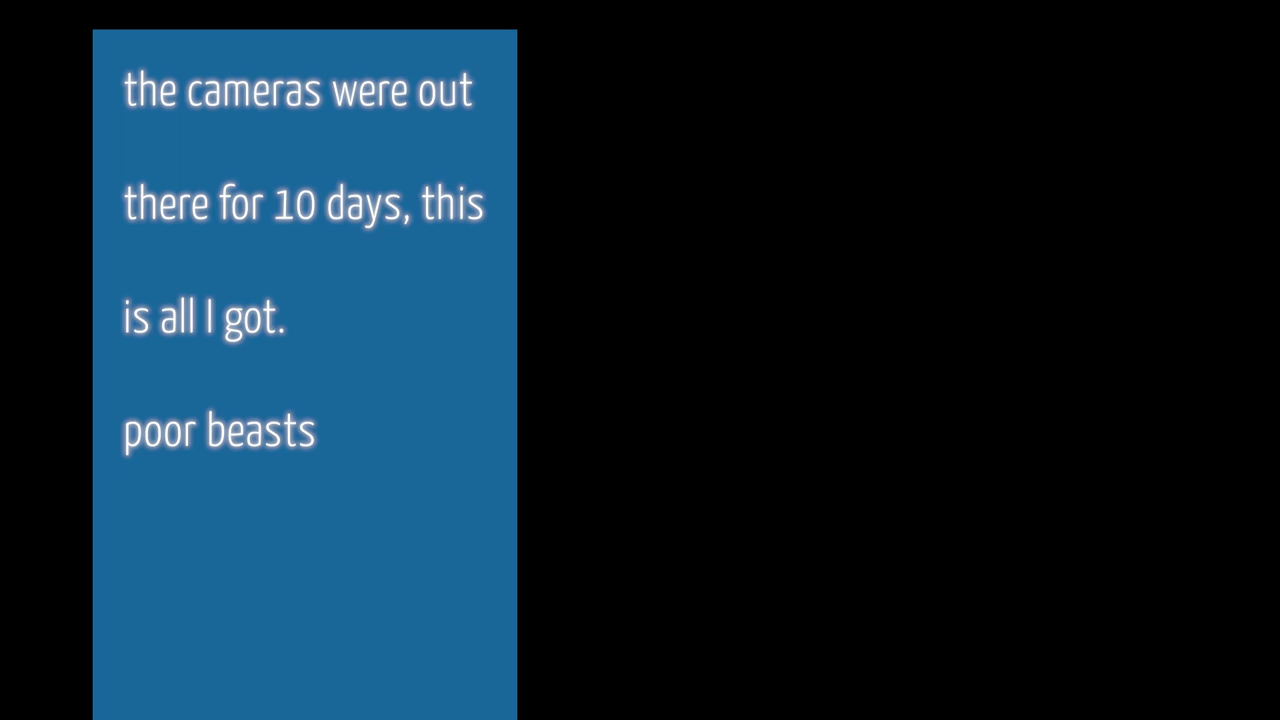 the cameras were out
there for 10 days, this
is all I got.
poor beasts